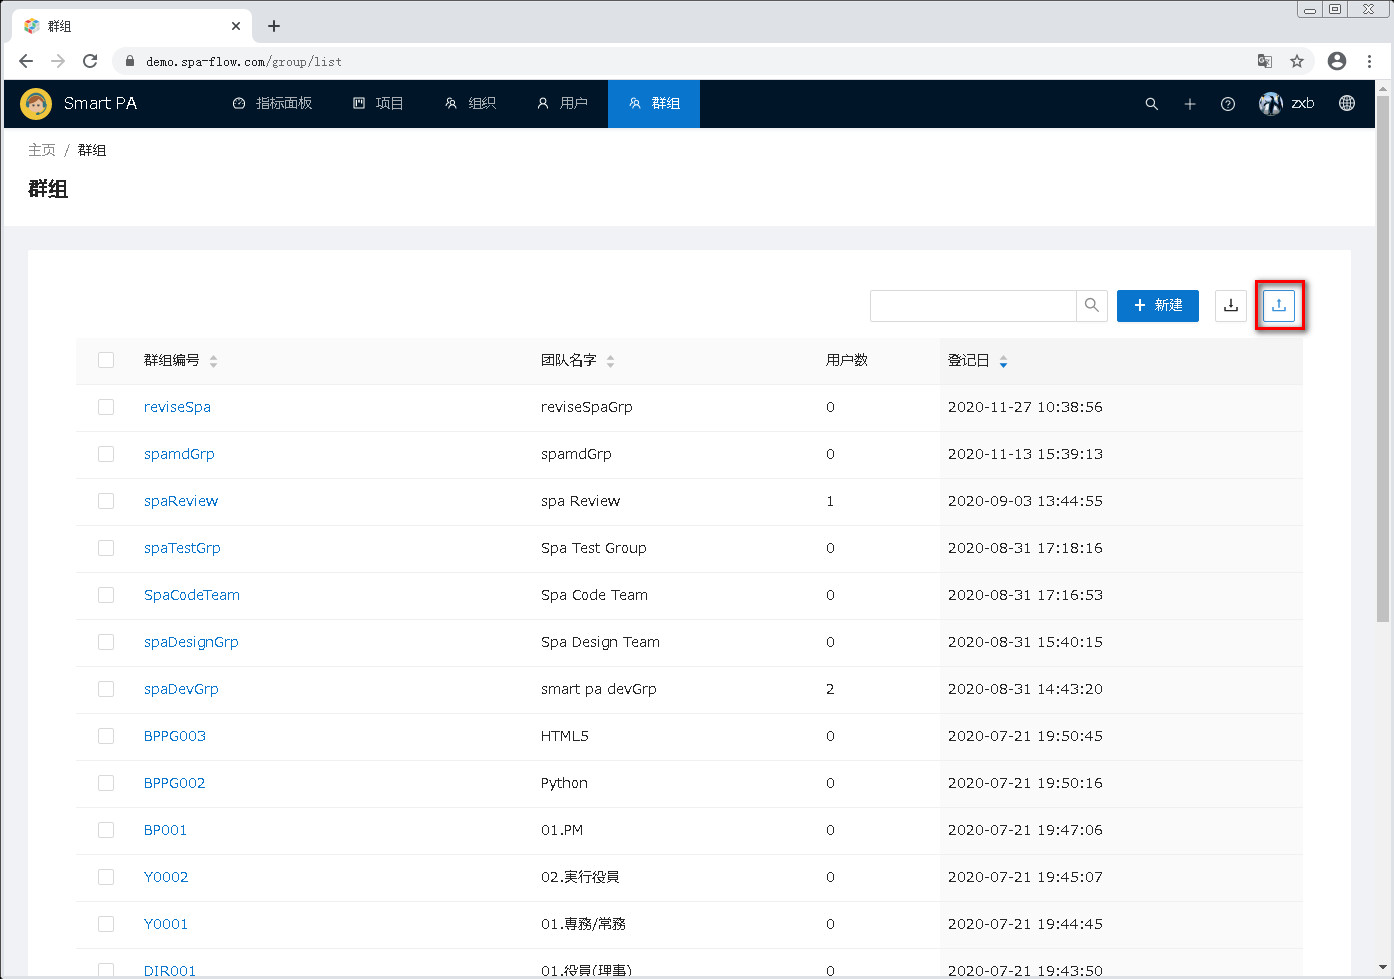 群组
demo.spa-flow.com/group/list
Smart PA 指标面板 项目 组织 用户 群组 zxb
主页 / 群组
群组
新建
群组编号 团队名字 用户数 登记日
reviseSpa reviseSpaGrp 0 2020-11-27 10:38:56
spamdGrp spamdGrp 0 2020-11-13 15:39:13
spaReview spa Review 1 2020-09-03 13:44:55
spaTestGrp Spa Test Group 0 2020-08-31 17:18:16
SpaCodeTeam Spa Code Team 0 2020-08-31 17:16:53
spaDesignGrp Spa Design Team 0 2020-08-31 15:40:15
spaDevGrp smart pa devGrp 2 2020-08-31 14:43:20
BPPG003 HTML5 0 2020-07-21 19:50:45
BPPG002 Python 0 2020-07-21 19:50:16
BP001 01.PM 0 2020-07-21 19:47:06
Y0002 02.実行役員 0 2020-07-21 19:45:07
Y0001 01.専務/常務 0 2020-07-21 19:44:45
DIR001 01.役員(理事) 0 2020-07-21 19:43:50